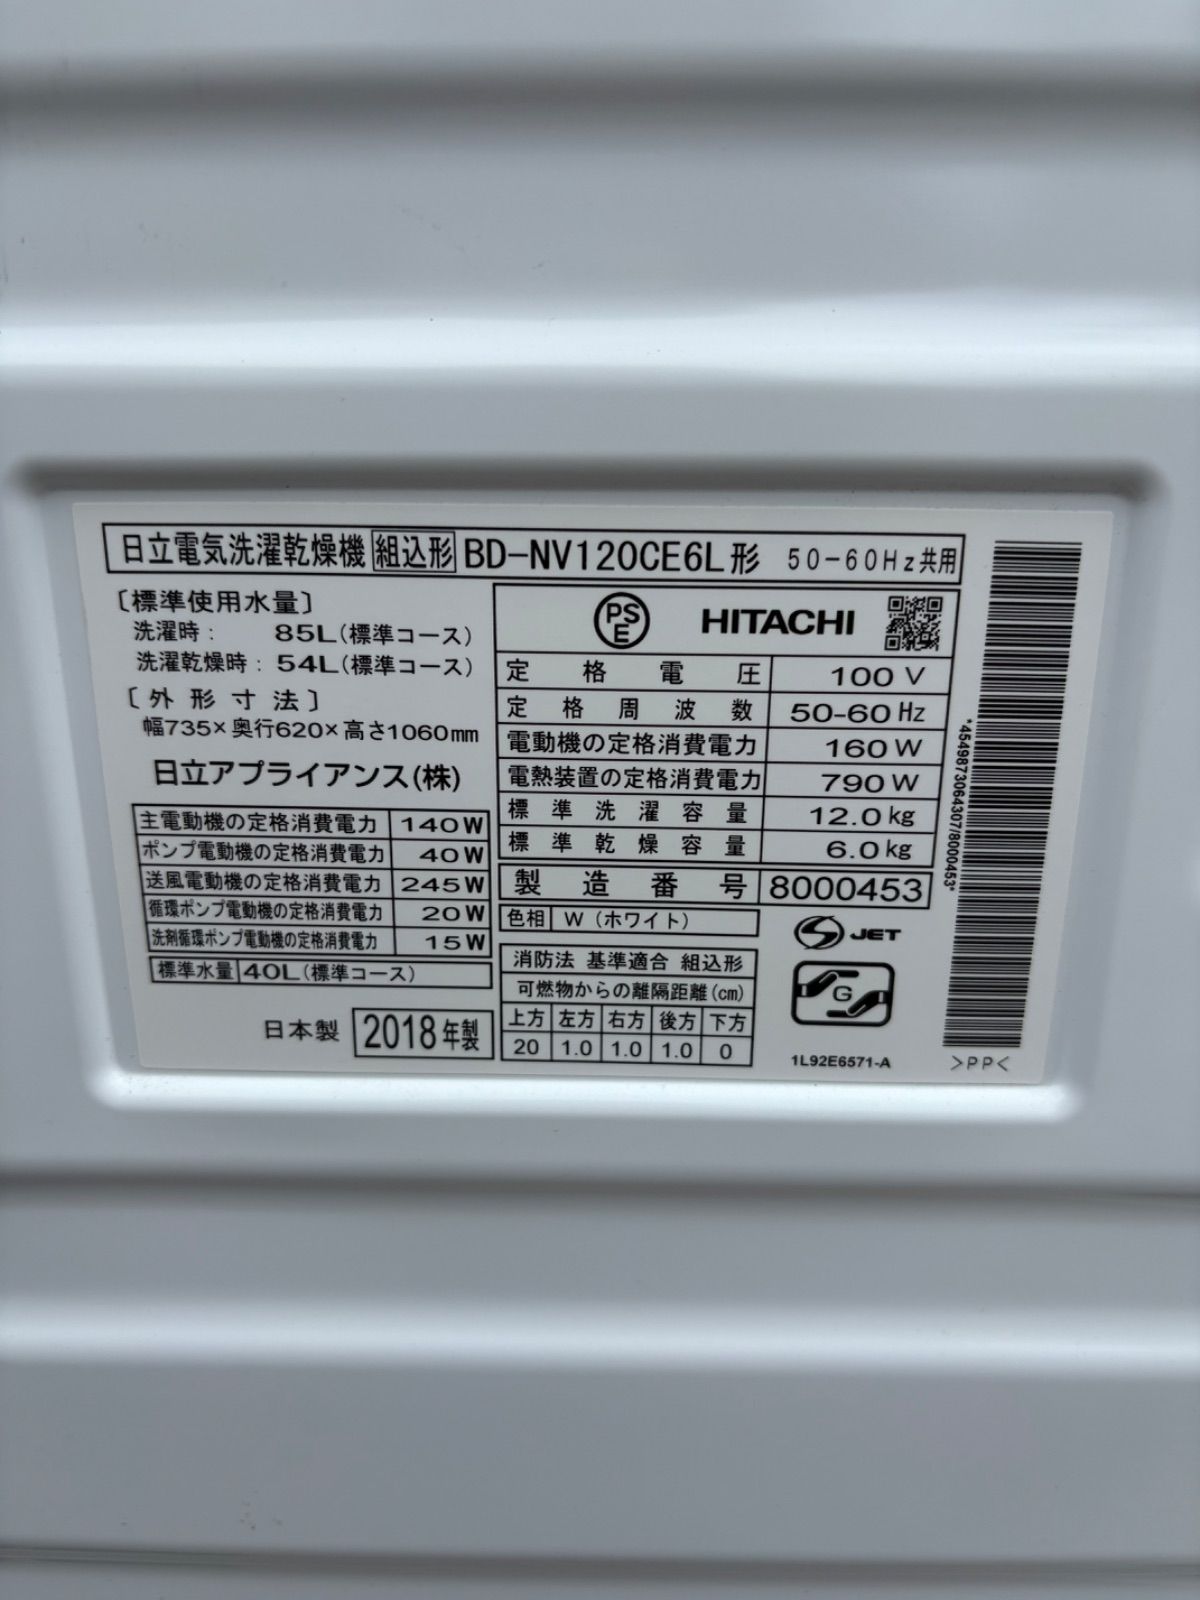 日立電気洗濯乾燥機 組込形 BD-NV120CE6L形 50-60Hz共用
〔標準使用水量〕
洗濯時： 85L(標準コース)
洗濯乾燥時： 54L(標準コース)
〔外形寸法〕
幅735×奥行620×高さ1060mm
日立アプライアンス(株)
主電動機の定格消費電力 140W
ポンプ電動機の定格消費電力 40W
送風電動機の定格消費電力 245W
循環ポンプ電動機の定格消費電力 20W
洗剤循環ポンプ電動機の定格消費電力 15W
標準水量 40L(標準コース)
日本製 2018年製
PSE HITACHI
定格電圧 100V
定格周波数 50-60Hz
電動機の定格消費電力 160W
電熱装置の定格消費電力 790W
標準洗濯容量 12.0kg
標準乾燥容量 6.0kg
製造番号 8000453
色相 W(ホワイト)
消防法 基準適合 組込形
可燃物からの離隔距離(cm)
上方 左方 右方 後方 下方
20 1.0 1.0 1.0 0
S JET
G
1L92E6571-A
*4549873064307/8000453*
>PP<